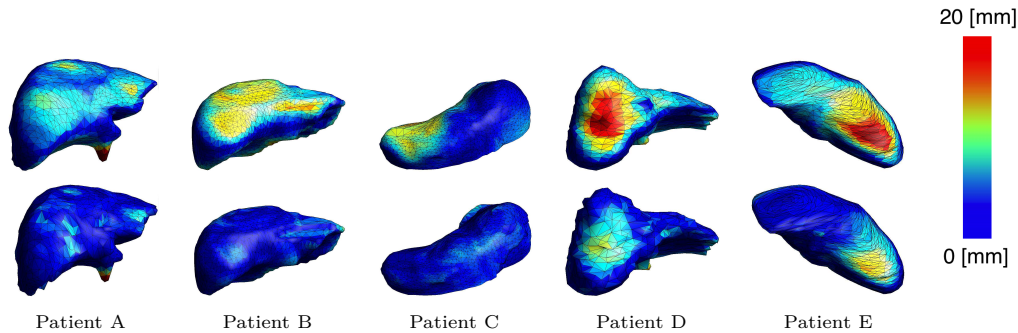 20 [mm]
0 [mm]
Patient A
Patient B
Patient C
Patient D
Patient E